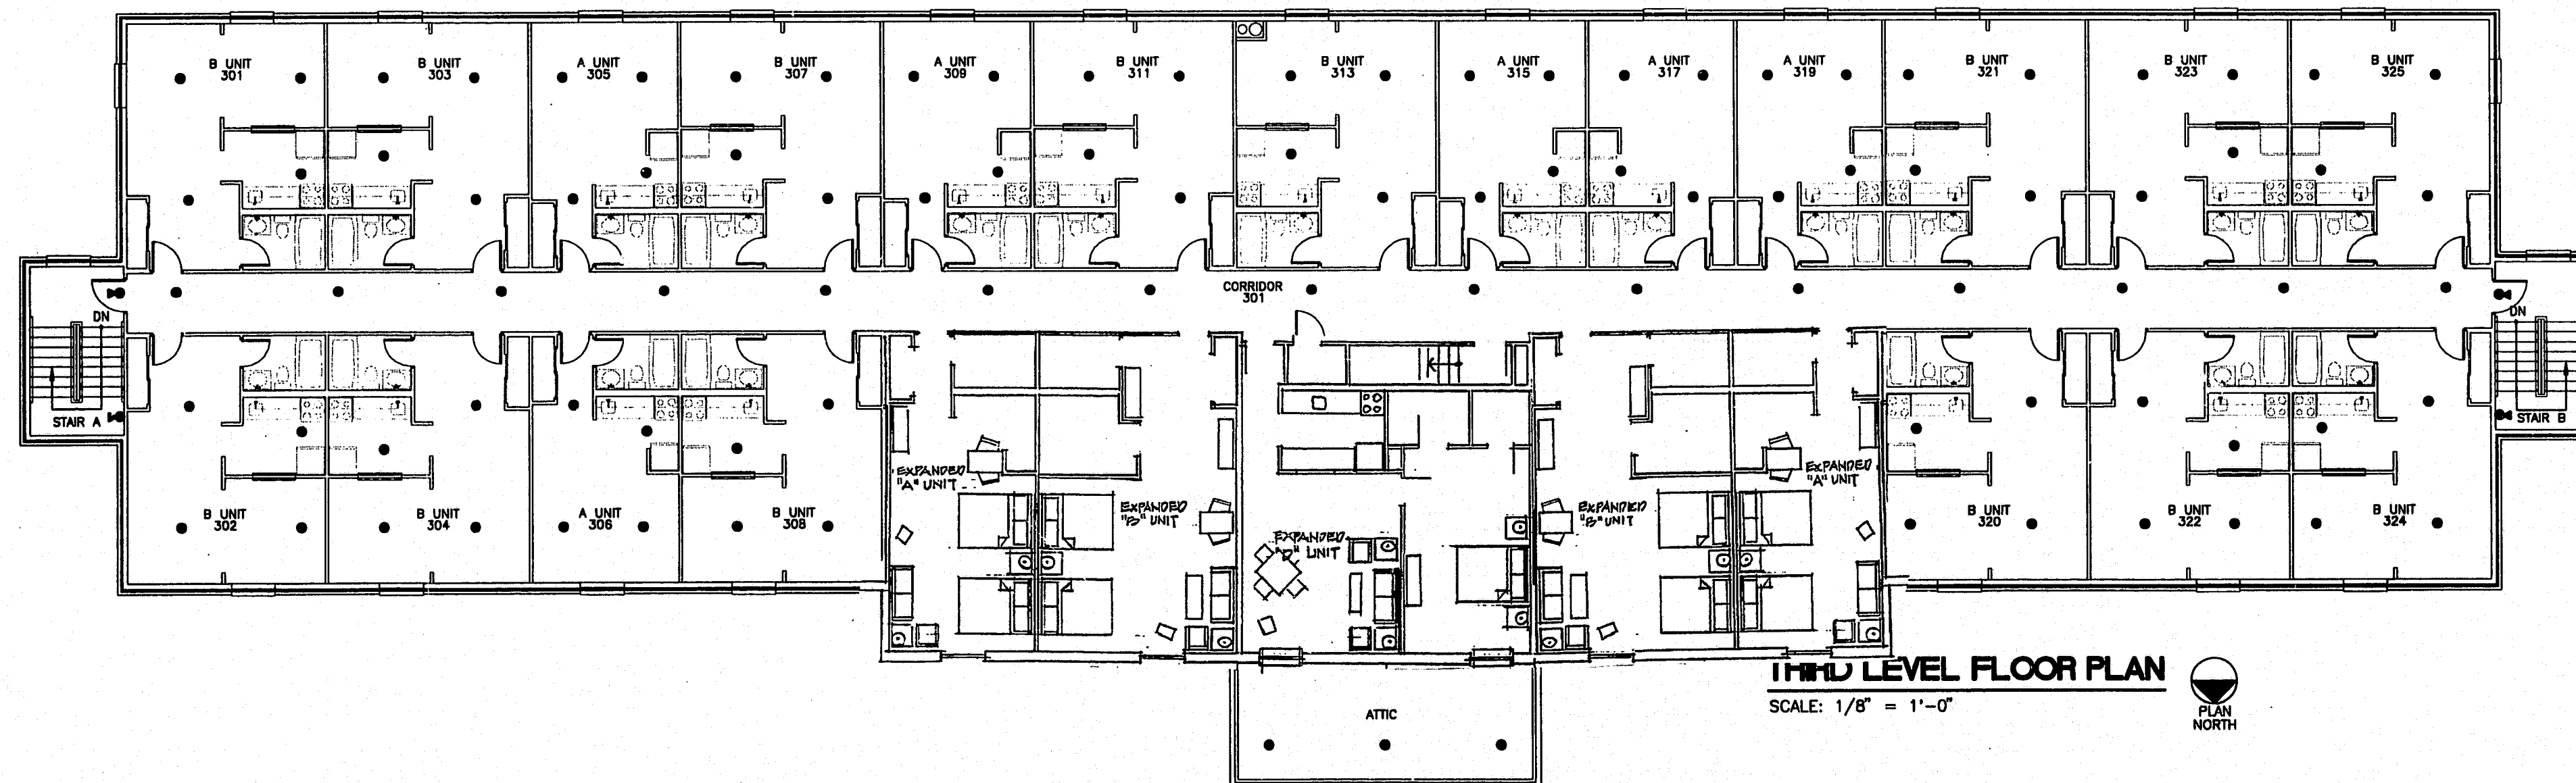 B UNIT
301
B UNIT
303
A UNIT
305
B UNIT
307
A UNIT
309
B UNIT
311
B UNIT
313
A UNIT
315
A UNIT
317
A UNIT
319
B UNIT
321
B UNIT
323
B UNIT
325
CORRIDOR
301
DN
STAIR A
DN
STAIR B
B UNIT
302
B UNIT
304
A UNIT
306
B UNIT
308
EXPANDED
"A" UNIT
EXPANDED
"B" UNIT
EXPANDED
UNIT
EXPANDED
"B" UNIT
EXPANDED
"A" UNIT
B UNIT
320
B UNIT
322
B UNIT
324
ATTIC
THIRD LEVEL FLOOR PLAN
SCALE: 1/8" = 1'-0"
PLAN
NORTH